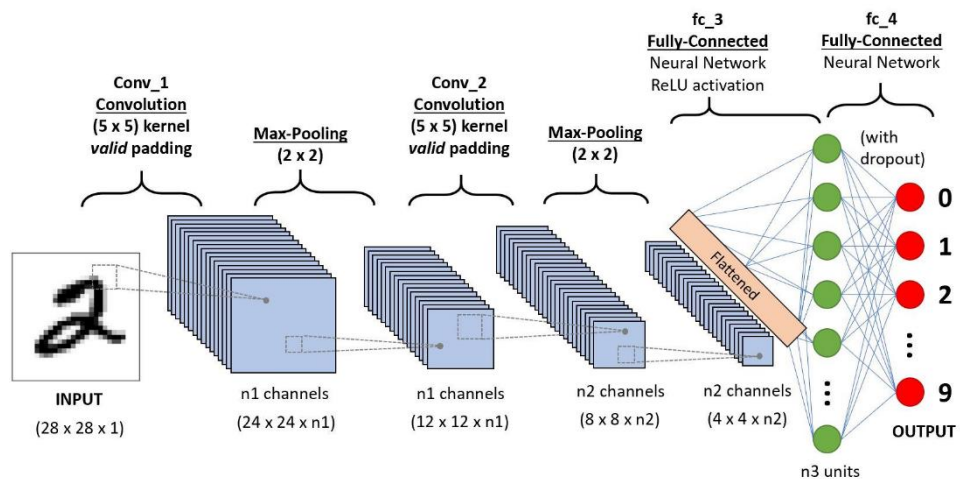 Conv_1
Convolution
(5 x 5) kernel
valid padding
Max-Pooling
(2 x 2)
Conv_2
Convolution
(5 x 5) kernel
valid padding
Max-Pooling
(2 x 2)
fc_3
Fully-Connected
Neural Network
ReLU activation
fc_4
Fully-Connected
Neural Network
(with
dropout)
2
INPUT
(28 x 28 x 1)
n1 channels
(24 x 24 x n1)
n1 channels
(12 x 12 x n1)
n2 channels
(8 x 8 x n2)
n2 channels
(4 x 4 x n2)
Flattened
n3 units
0
1
2
9
OUTPUT